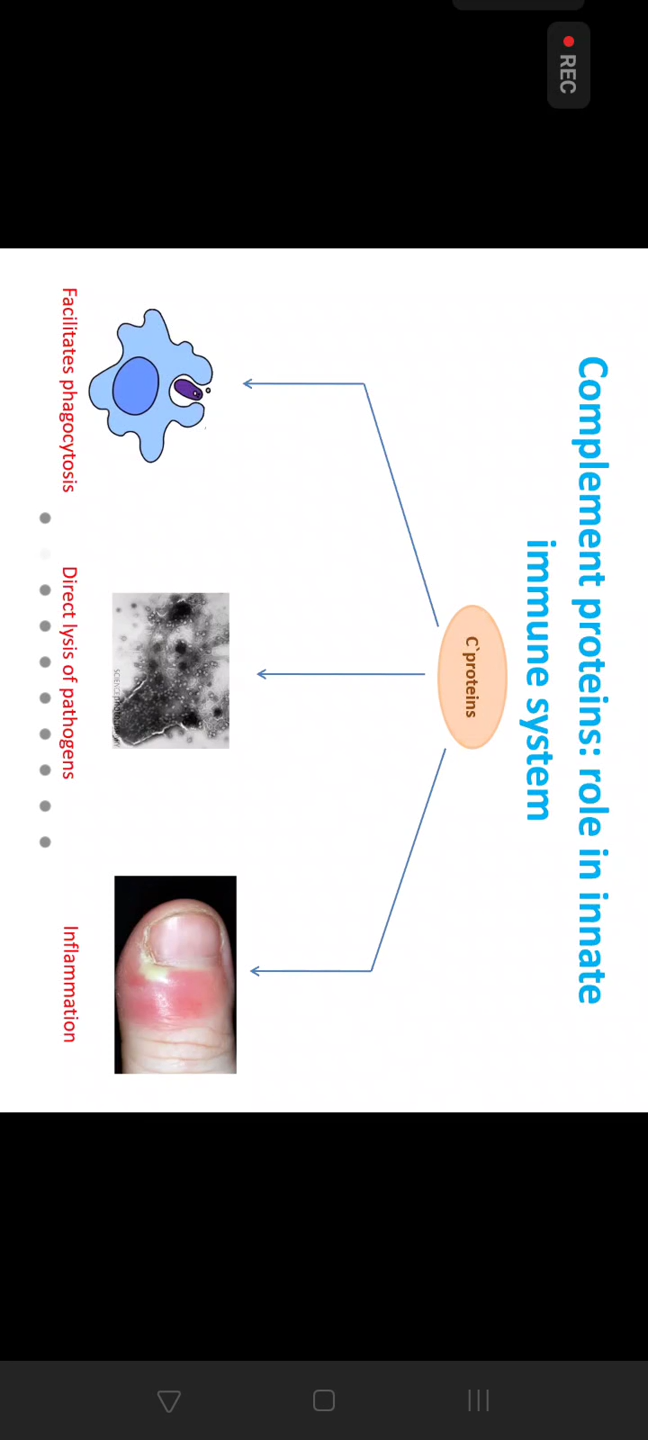 REC
Complement proteins: role in innate
immune system
C`proteins
Facilitates phagocytosis
Direct lysis of pathogens
Inflammation